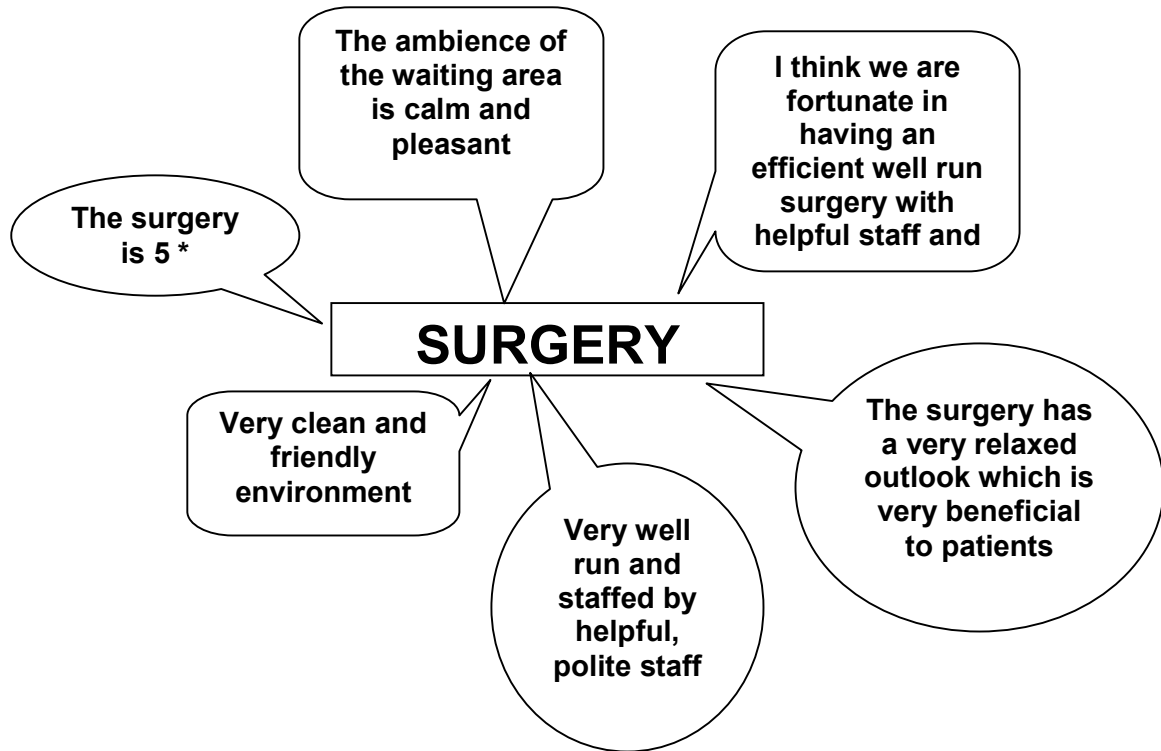 The ambience of
the waiting area
is calm and
pleasant
I think we are
fortunate in
having an
efficient well run
surgery with
helpful staff and
The surgery
is 5 *
SURGERY
Very clean and
friendly
environment
Very well
run and
staffed by
helpful,
polite staff
The surgery has
a very relaxed
outlook which is
very beneficial
to patients